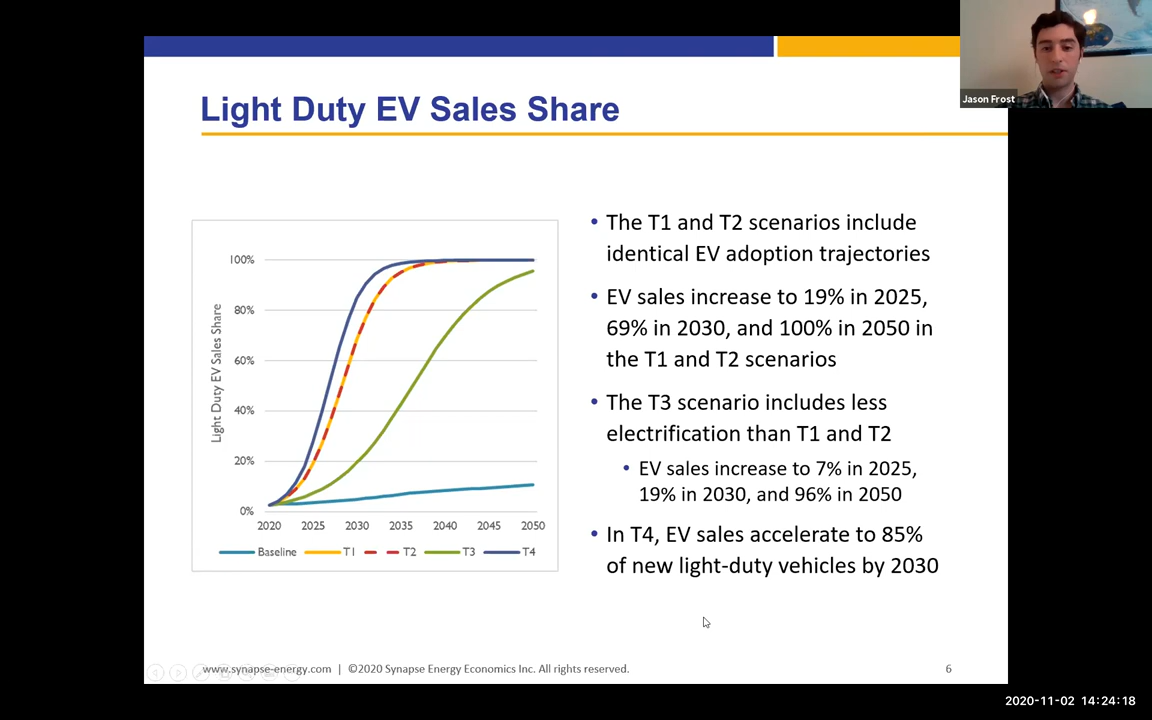 Jason Frost
Light Duty EV Sales Share
Light Duty EV Sales Share
100%
80%
60%
40%
20%
0%
2020 2025 2030 2035 2040 2045 2050
Baseline T1 T2 T3 T4
• The T1 and T2 scenarios include
identical EV adoption trajectories
• EV sales increase to 19% in 2025,
69% in 2030, and 100% in 2050 in
the T1 and T2 scenarios
• The T3 scenario includes less
electrification than T1 and T2
• EV sales increase to 7% in 2025,
19% in 2030, and 96% in 2050
• In T4, EV sales accelerate to 85%
of new light-duty vehicles by 2030
www.synapse-energy.com | ©2020 Synapse Energy Economics Inc. All rights reserved.
6
2020-11-02 14:24:18